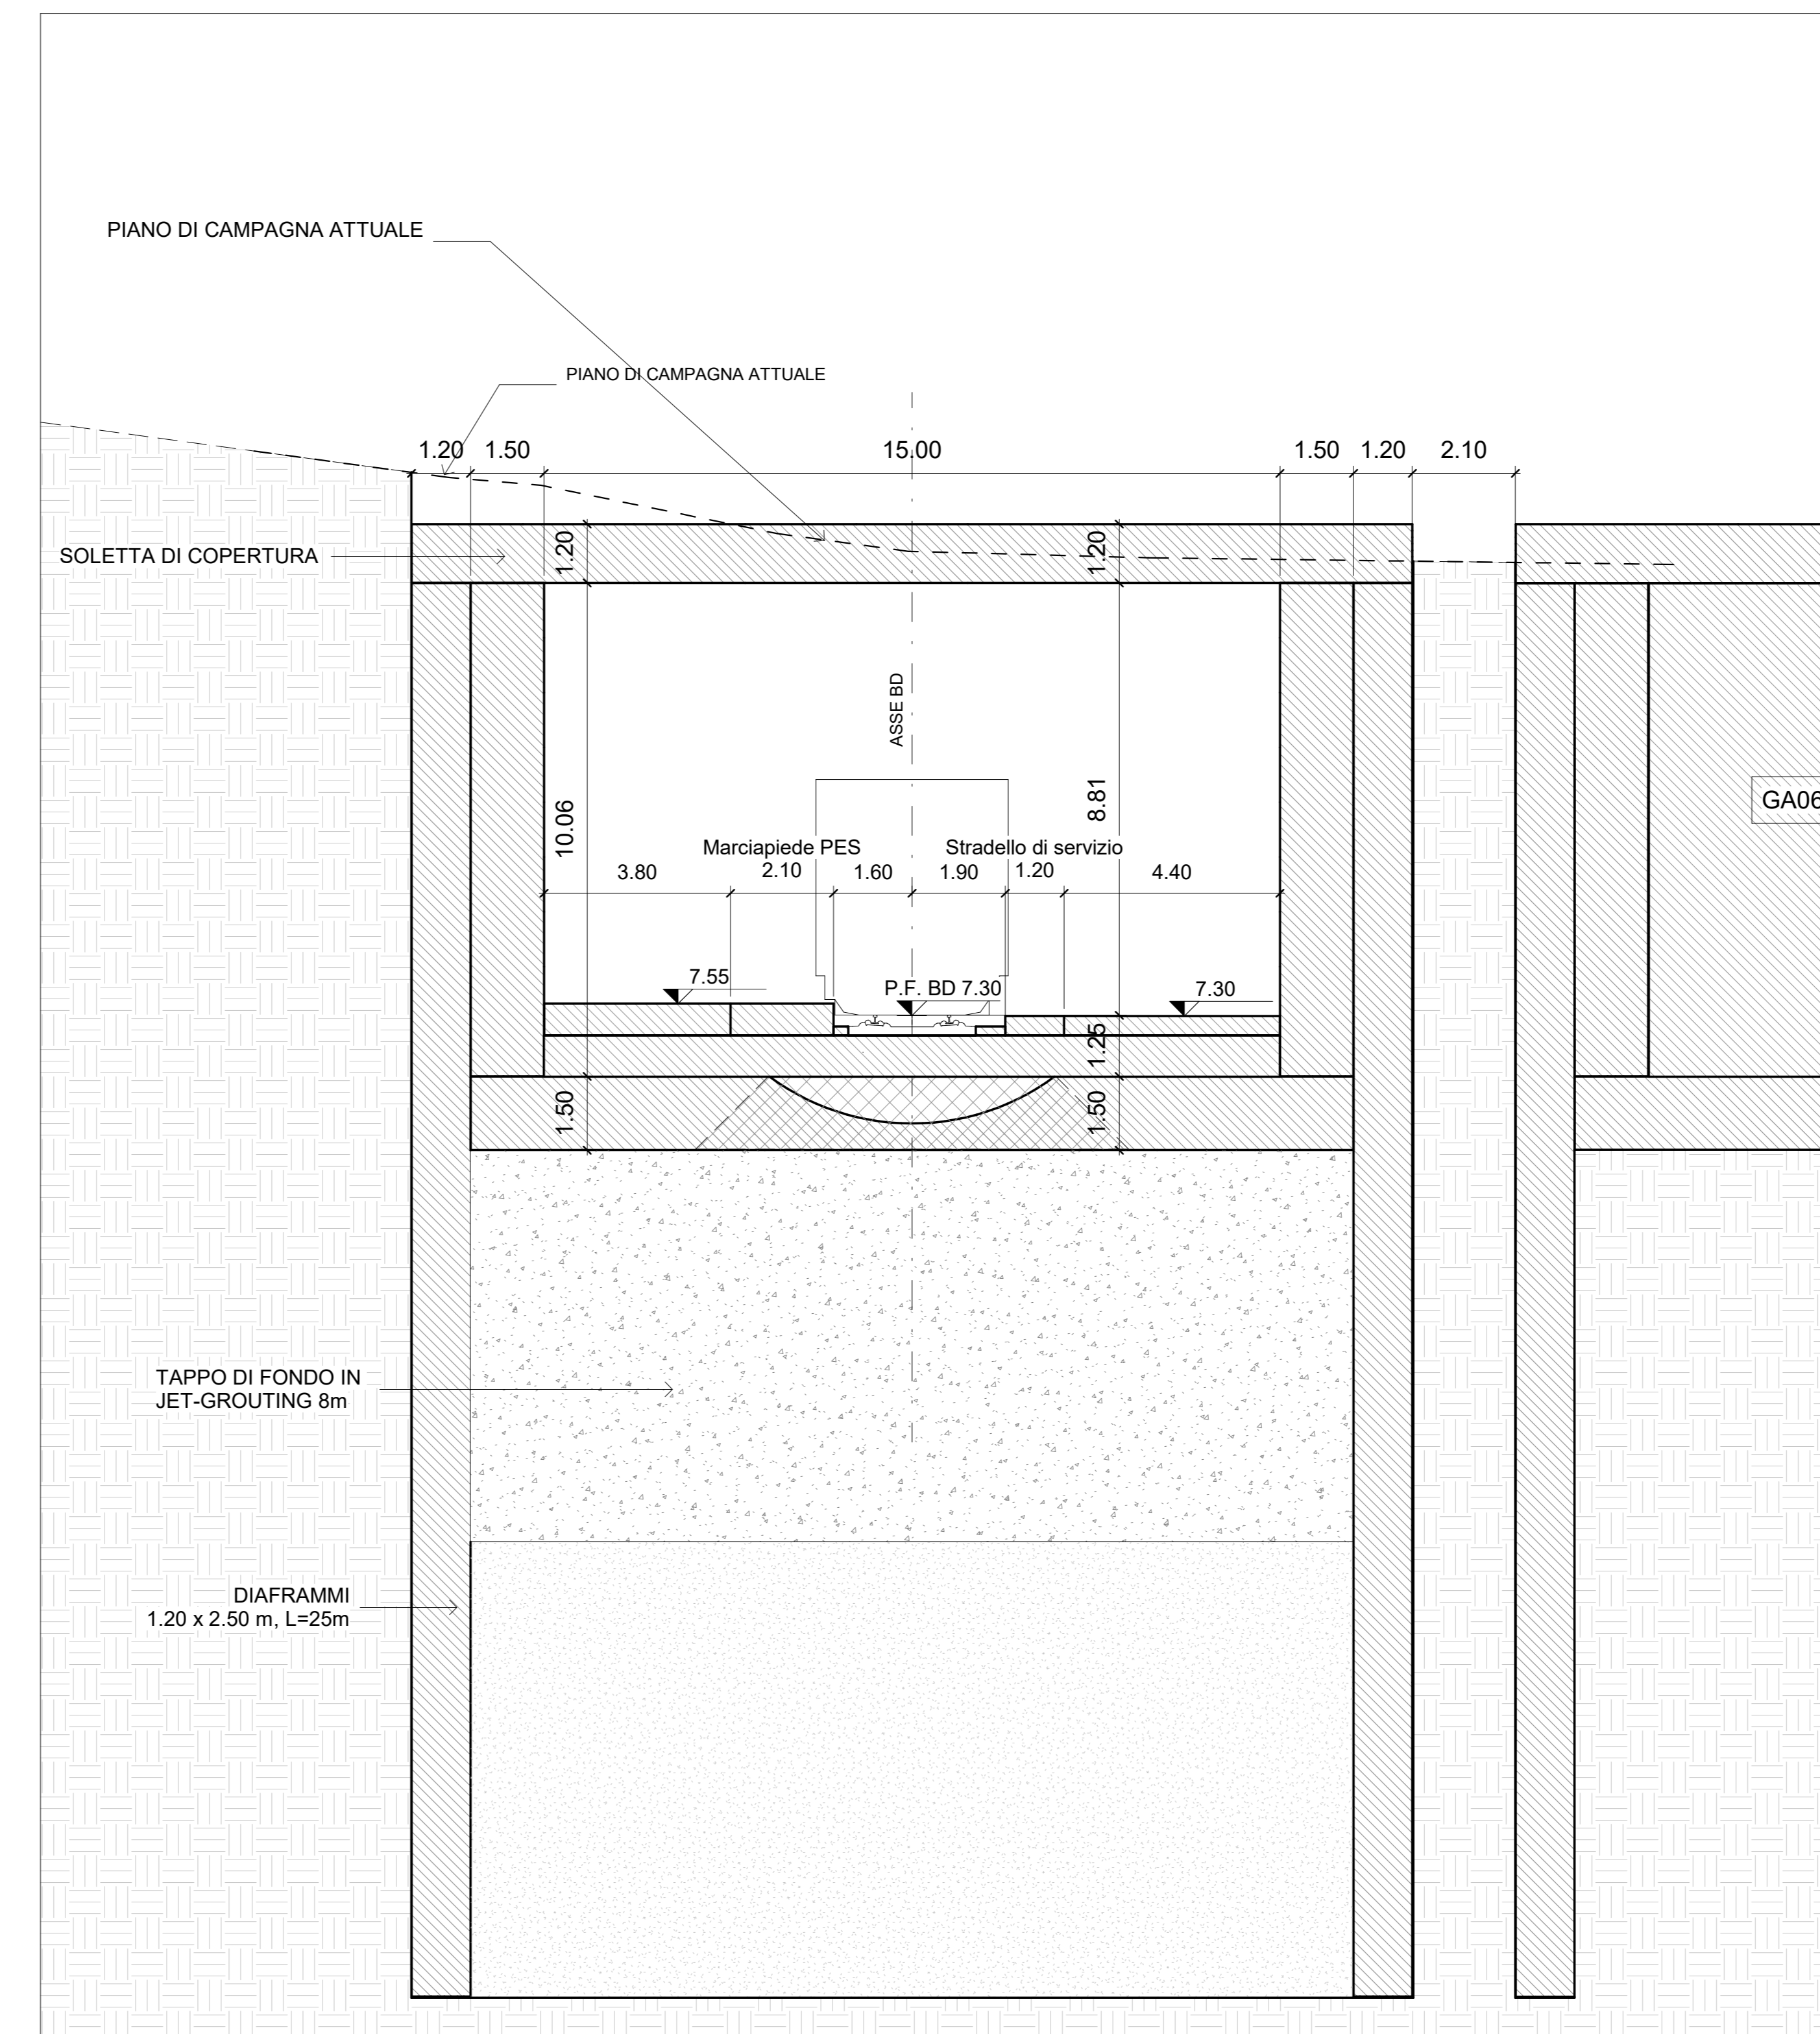 PIANO DI CAMPAGNA ATTUALE
PIANO DI CAMPAGNA ATTUALE
1.20 1.50 15.00 1.50 1.20 2.10
SOLETTA DI COPERTURA
1.20
1.20
ASSE BD
10.06
8.81
GA06
Marciapiede PES Stradello di servizio
3.80 2.10 1.60 1.90 1.20 4.40
7.55
P.F. BD 7.30
7.30
1.25
1.50
1.50
TAPPO DI FONDO IN
JET-GROUTING 8m
DIAFRAMMI
1.20 x 2.50 m, L=25m